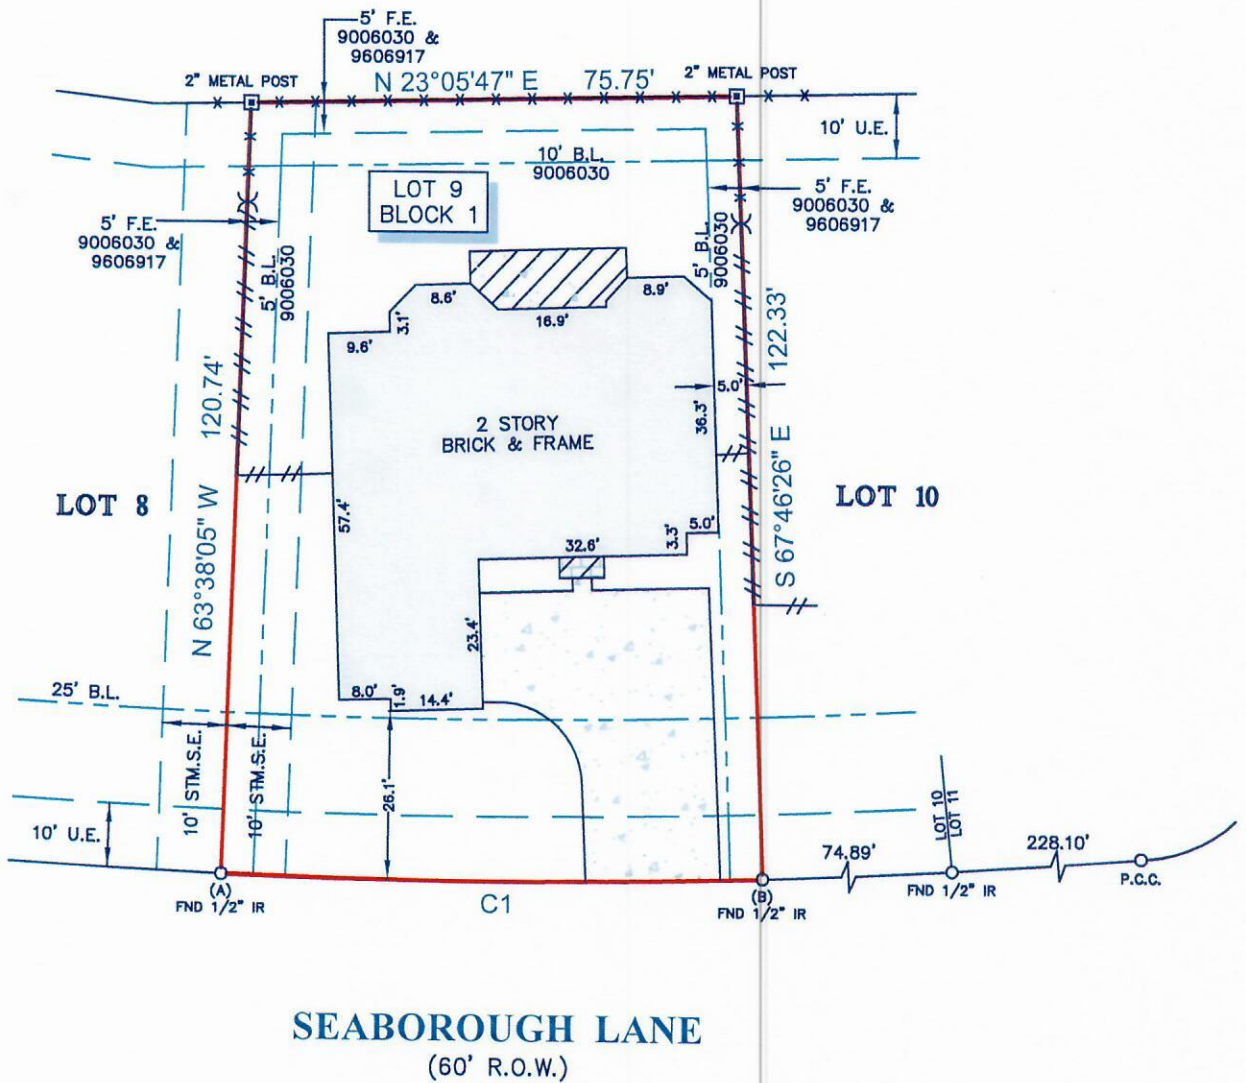 5' F.E.
9006030 &
9606917
2" METAL POST
N 23°05'47" E 75.75'
2" METAL POST
10' U.E.
10' B.L.
9006030
LOT 9
BLOCK 1
5' F.E.
9006030 &
9606917
5' F.E.
9006030 &
9606917
5' B.L.
9006030
5' B.L.
9006030
8.6'
8.9'
3.1'
16.9'
9.6'
120.74'
122.33'
5.0'
36.3'
2 STORY
BRICK & FRAME
LOT 8
N 63°38'05" W
57.4'
S 67°46'26" E
LOT 10
5.0'
3.3'
32.6'
23.4'
25' B.L.
8.0'
1.9'
14.4'
10' STM.S.E.
10' STM.S.E.
26.1'
10' U.E.
LOT 10
LOT 11
74.89'
228.10'
(A)
FND 1/2" IR
C1
(B)
FND 1/2" IR
FND 1/2" IR
P.C.C.
SEABOROUGH LANE
(60' R.O.W.)